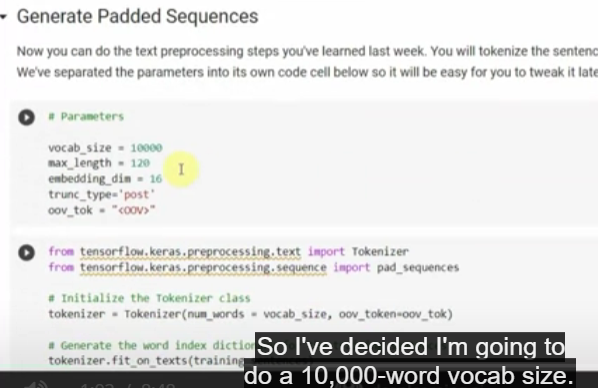 Generate Padded Sequences
Now you can do the text preprocessing steps you've learned last week. You will tokenize the sentenc
We've separated the parameters into its own code cell below so it will be easy for you to tweak it late
# Parameters
vocab_size = 10000
max_length = 120
embedding_dim = 16
trunc_type='post'
oov_tok = "<OOV>"
from tensorflow.keras.preprocessing.text import Tokenizer
from tensorflow.keras.preprocessing.sequence import pad_sequences
# Initialize the Tokenizer class
tokenizer = Tokenizer(num_words = vocab_size, oov_token=oov_tok)
# Generate the word index diction
tokenizer.fit_on_texts(training
So I've decided I'm going to
do a 10,000-word vocab size.